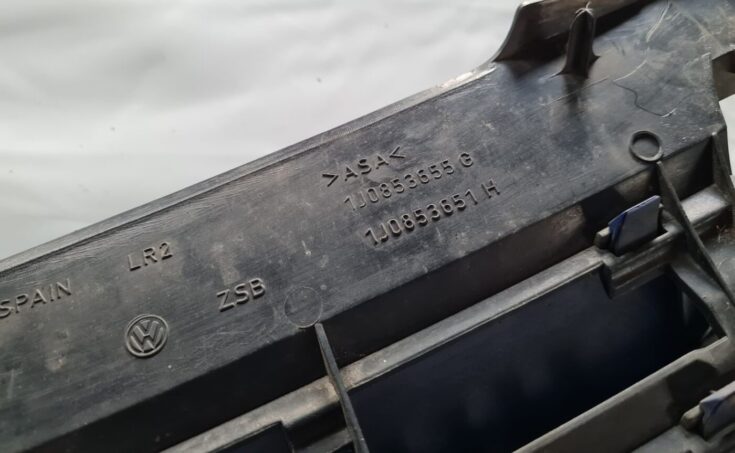 >ASA<
1J0853655 G
1J0853651 H
LR2
SPAIN
ZSB
VW